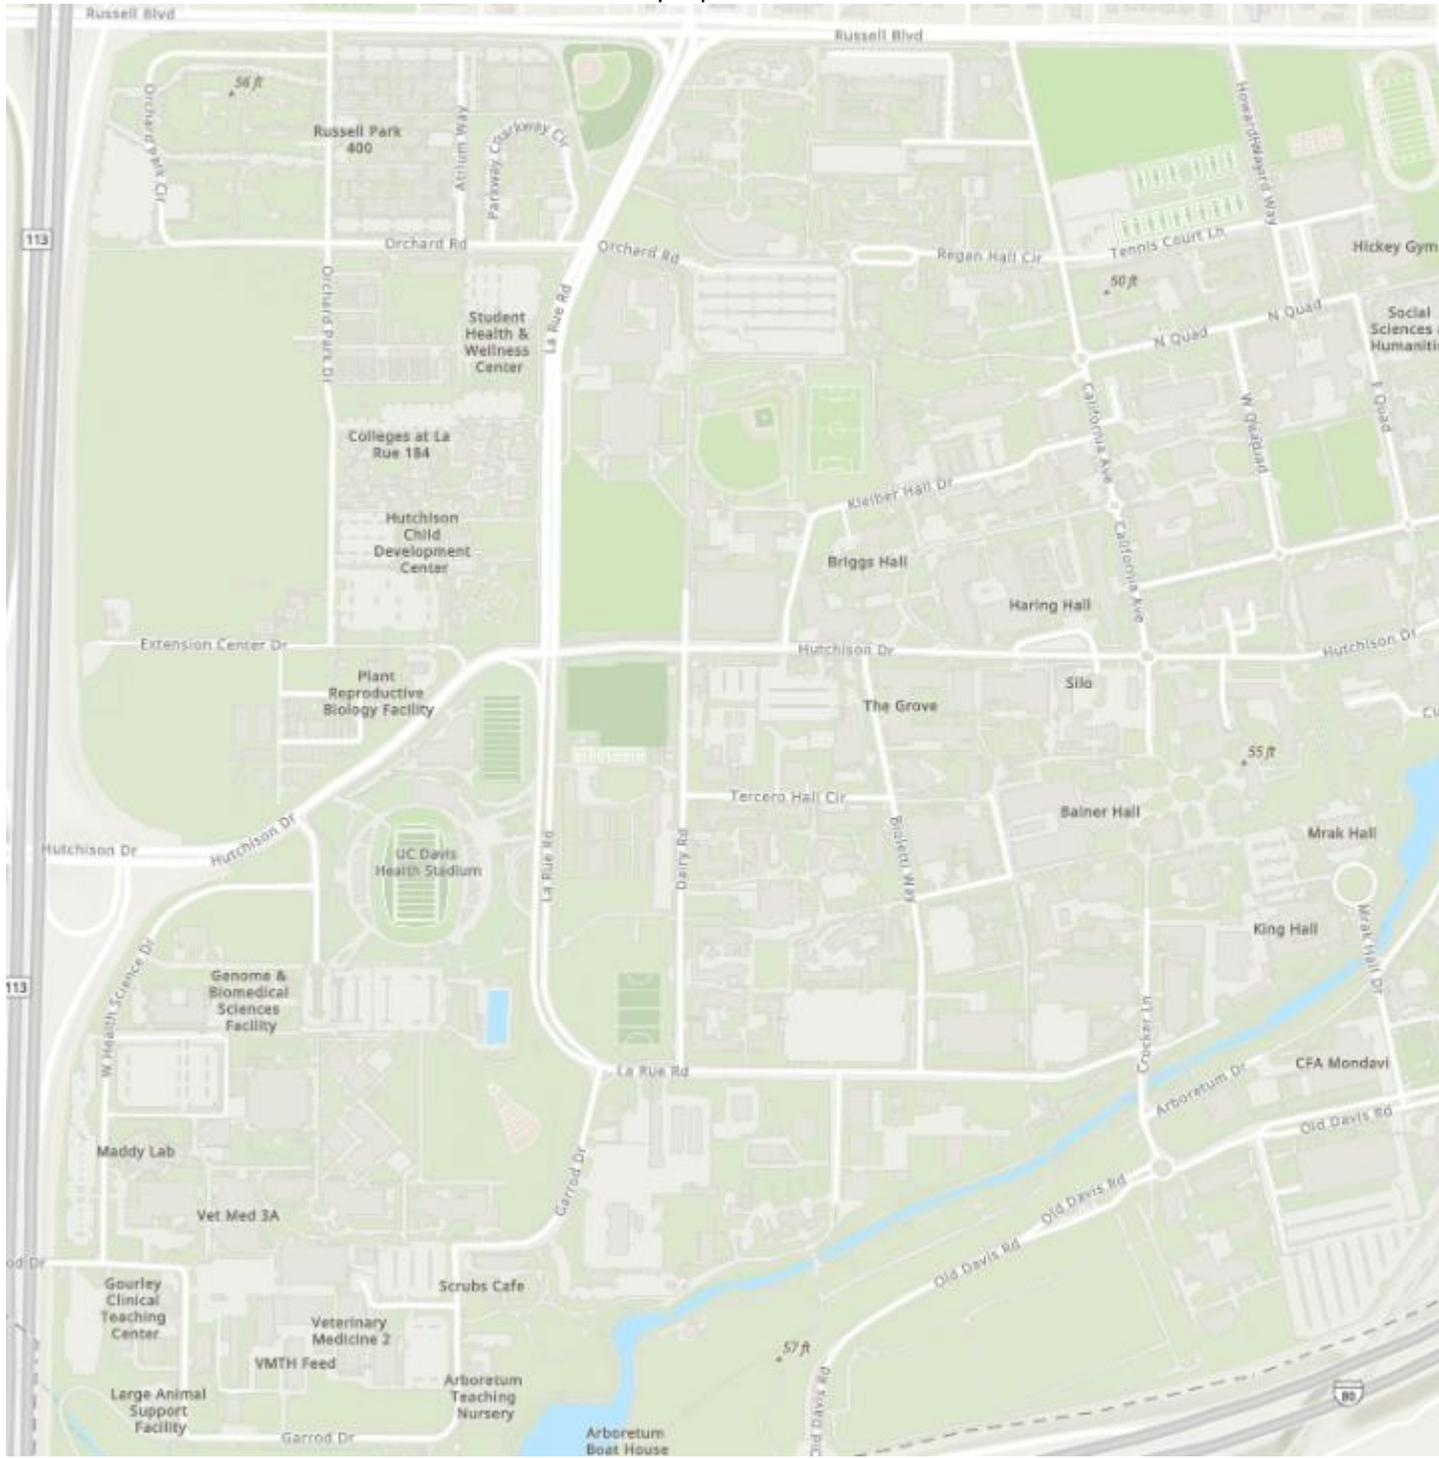 Russell Blvd
Russell Blvd
56 ft
Orchard Park Cir
Russell Park
400
Atrium Way
Parkway Cir
Parkway Cir
Howard Way
Howard Way
113
Orchard Rd
Orchard Rd
Regan Hall Cir
Tennis Court Ln
Hickey Gym
50 ft
Orchard Park Dr
La Rue Rd
Student
Health &
Wellness
Center
N Quad
N Quad
Social
Sciences
Humaniti
California Ave
W Quad
E Quad
Colleges at La
Rue 184
Kleiber Hall Dr
Hutchison
Child
Development
Center
Briggs Hall
California Ave
Haring Hall
Extension Center Dr
Hutchison Dr
Hutchison Dr
Plant
Reproductive
Biology Facility
Silo
The Grove
Cu
55 ft
Tercero Hall Cir
Bainer Hall
Mrak Hall
Hutchison Dr
Hutchison Dr
UC Davis
Health Stadium
La Rue Rd
Dairy Rd
Bioletti Way
King Hall
Mrak Hall Dr
W Health Science Dr
113
Genome &
Biomedical
Sciences
Facility
Crocker Ln
La Rue Rd
CFA Mondavi
Arboretum Dr
Old Davis Rd
Maddy Lab
Garrod Dr
Vet Med 3A
Old Davis Rd
od Dr
Old Davis Rd
Gourley
Clinical
Teaching
Center
Scrubs Cafe
Veterinary
Medicine 2
57 ft
VMTH Feed
Large Animal
Support
Facility
Arboretum
Teaching
Nursery
Old Davis Rd
80
Garrod Dr
Arboretum
Boat House